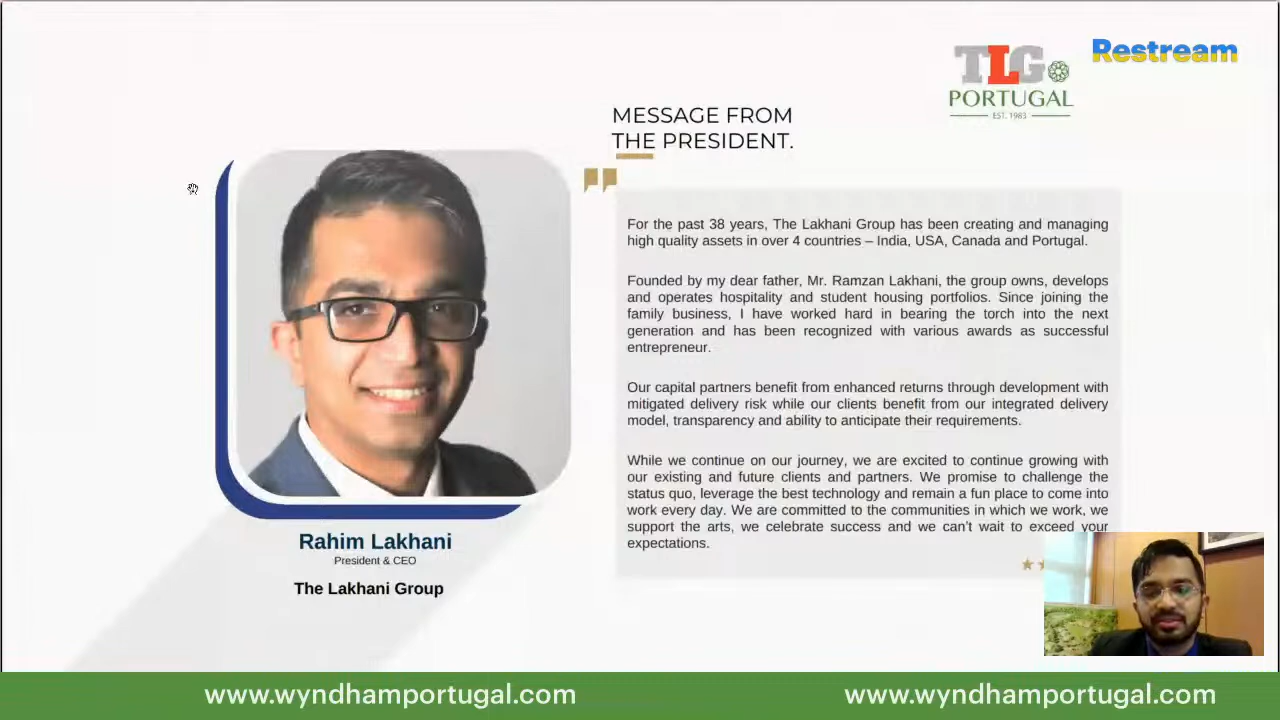 TLG
PORTUGAL
EST. 1983
Restream
MESSAGE FROM
THE PRESIDENT.
For the past 38 years, The Lakhani Group has been creating and managing
high quality assets in over 4 countries – India, USA, Canada and Portugal.
Founded by my dear father, Mr. Ramzan Lakhani, the group owns, develops
and operates hospitality and student housing portfolios. Since joining the
family business, I have worked hard in bearing the torch into the next
generation and has been recognized with various awards as successful
entrepreneur.
Our capital partners benefit from enhanced returns through development with
mitigated delivery risk while our clients benefit from our integrated delivery
model, transparency and ability to anticipate their requirements.
While we continue on our journey, we are excited to continue growing with
our existing and future clients and partners. We promise to challenge the
status quo, leverage the best technology and remain a fun place to come into
work every day. We are committed to the communities in which we work, we
support the arts, we celebrate success and we can't wait to exceed your
expectations.
Rahim Lakhani
President & CEO
The Lakhani Group
www.wyndhamportugal.com www.wyndhamportugal.com